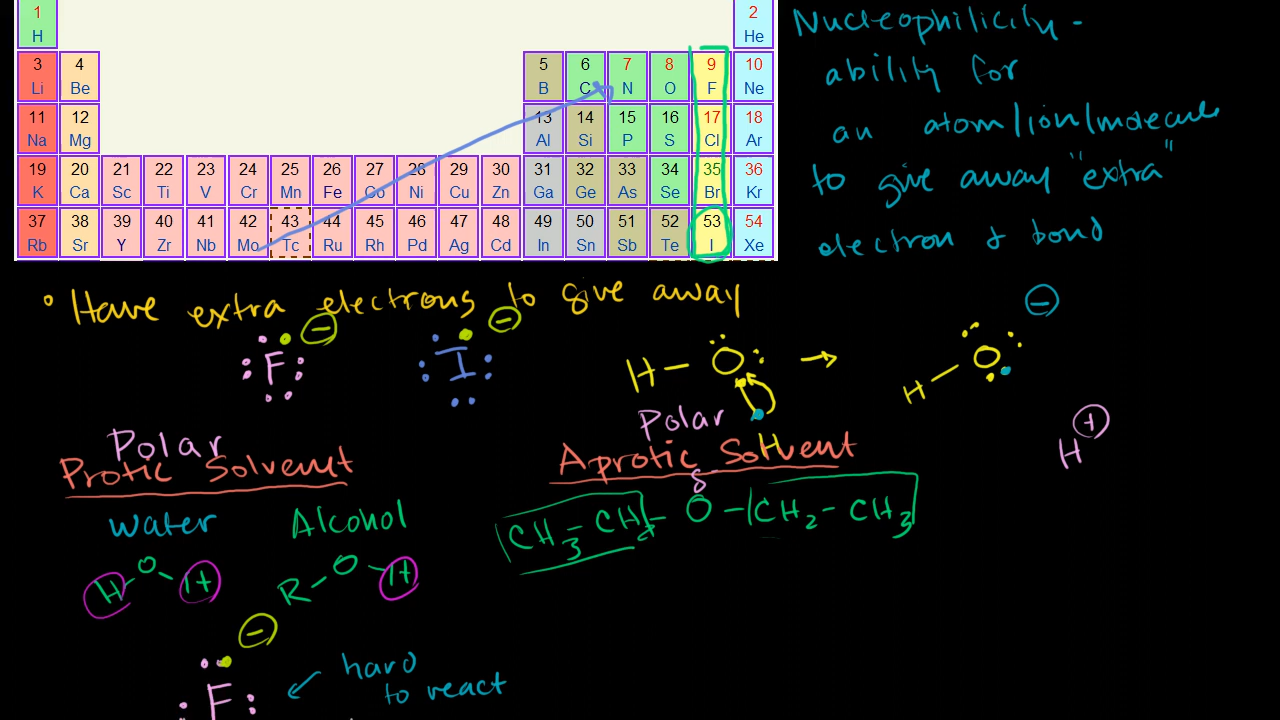 1 2
H He
3 4 5 6 7 8 9 10
Li Be B C N O F Ne
11 12 13 14 15 16 17 18
Na Mg Al Si P S Cl Ar
19 20 21 22 23 24 25 26 27 28 29 30 31 32 33 34 35 36
K Ca Sc Ti V Cr Mn Fe Co Ni Cu Zn Ga Ge As Se Br Kr
37 38 39 40 41 42 43 44 45 46 47 48 49 50 51 52 53 54
Rb Sr Y Zr Nb Mo Tc Ru Rh Pd Ag Cd In Sn Sb Te I Xe
Nucleophilicity -
ability for
an atom/ion/molecule
to give away "extra"
electron & bond
• Have extra electrons to give away
F − I − H – O → H – O −
H
H +
Polar
Protic Solvent
Water Alcohol
H O H R – O – H
Polar
Aprotic Solvent
δ-
CH3 – CH2 – O – CH2 – CH3
−
F
hard
to react